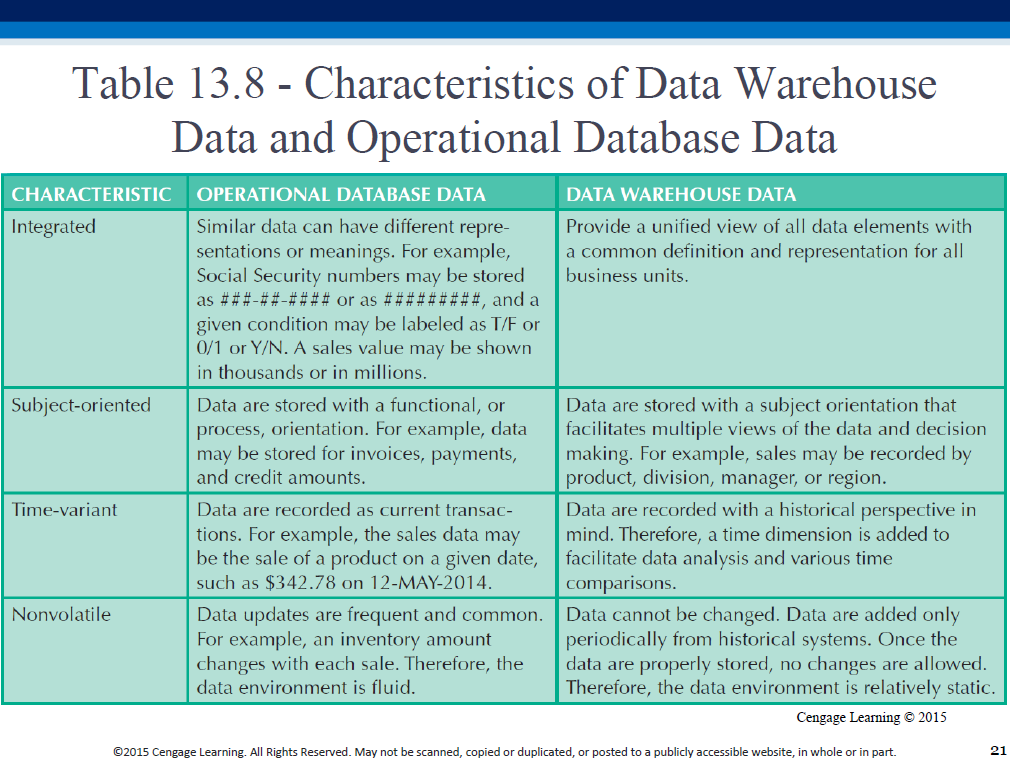 Table 13.8 - Characteristics of Data Warehouse
Data and Operational Database Data
CHARACTERISTIC
OPERATIONAL DATABASE DATA
DATA WAREHOUSE DATA
Integrated
Similar data can have different repre-
sentations or meanings. For example,
Social Security numbers may be stored
as ###-##-#### or as #########, and a
given condition may be labeled as T/F or
0/1 or Y/N. A sales value may be shown
in thousands or in millions.
Provide a unified view of all data elements with
a common definition and representation for all
business units.
Subject-oriented
Data are stored with a functional, or
process, orientation. For example, data
may be stored for invoices, payments,
and credit amounts.
Data are stored with a subject orientation that
facilitates multiple views of the data and decision
making. For example, sales may be recorded by
product, division, manager, or region.
Time-variant
Data are recorded as current transac-
tions. For example, the sales data may
be the sale of a product on a given date,
such as $342.78 on 12-MAY-2014.
Data are recorded with a historical perspective in
mind. Therefore, a time dimension is added to
facilitate data analysis and various time
comparisons.
Nonvolatile
Data updates are frequent and common.
For example, an inventory amount
changes with each sale. Therefore, the
data environment is fluid.
Data cannot be changed. Data are added only
periodically from historical systems. Once the
data are properly stored, no changes are allowed.
Therefore, the data environment is relatively static.
Cengage Learning © 2015
©2015 Cengage Learning. All Rights Reserved. May not be scanned, copied or duplicated, or posted to a publicly accessible website, in whole or in part.
21